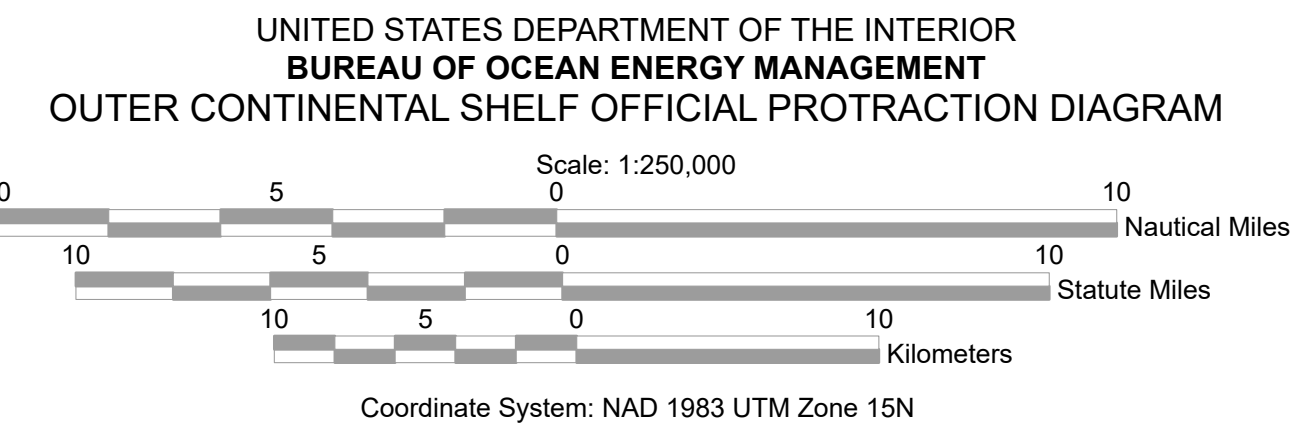 UNITED STATES DEPARTMENT OF THE INTERIOR
BUREAU OF OCEAN ENERGY MANAGEMENT
OUTER CONTINENTAL SHELF OFFICIAL PROTRACTION DIAGRAM
Scale: 1:250,000
0 5 0 10
Nautical Miles
10 5 0 10
Statute Miles
10 5 0 10
Kilometers
Coordinate System: NAD 1983 UTM Zone 15N